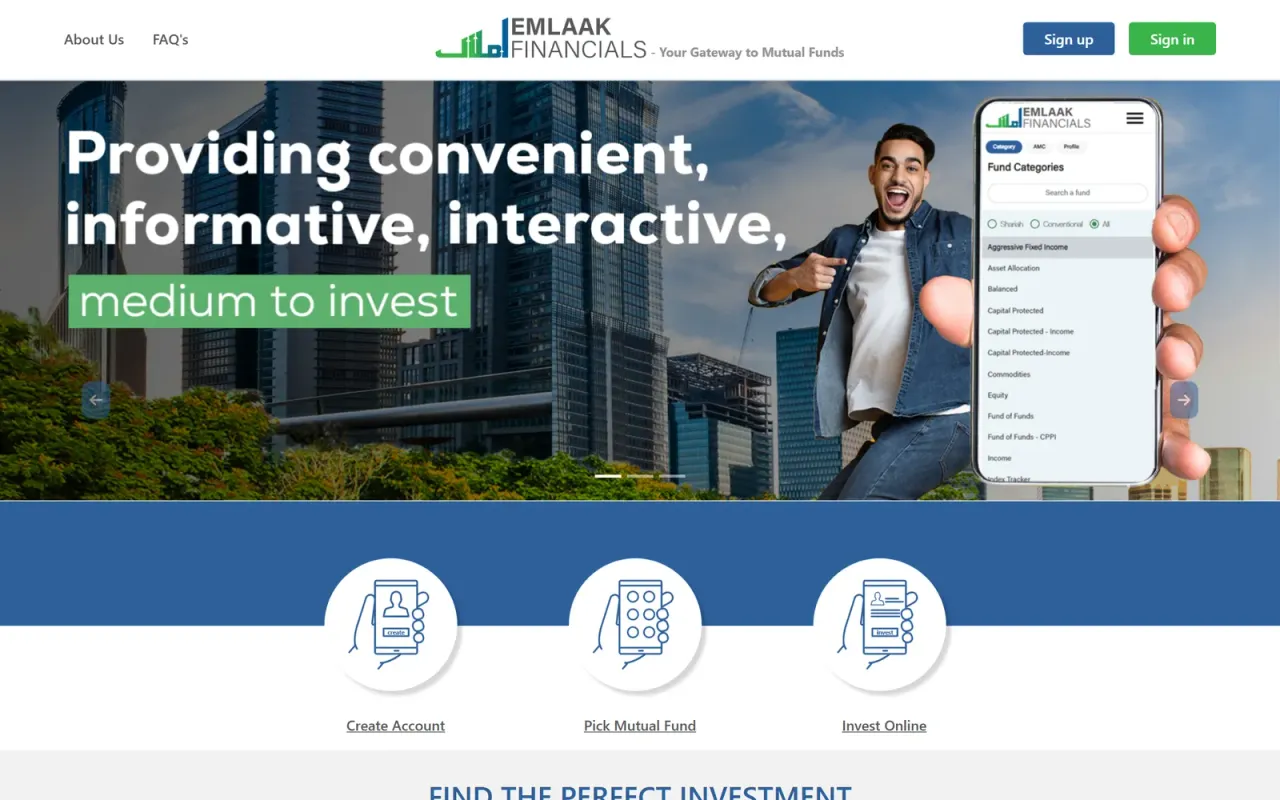 About Us
FAQ's
املاک
EMLAAK
FINANCIALS - Your Gateway to Mutual Funds
Sign up
Sign in
Providing convenient,
informative, interactive,
medium to invest
EMLAAK
FINANCIALS
Category
AMC
Profile
Fund Categories
Search a fund
Shariah
Conventional
All
Aggressive Fixed Income
Asset Allocation
Balanced
Capital Protected
Capital Protected - Income
Capital Protected-Income
Commodities
Equity
Fund of Funds
Fund of Funds - CPPI
Income
Index Tracker
create
invest
Create Account
Pick Mutual Fund
Invest Online
FIND THE PERFECT INVESTMENT